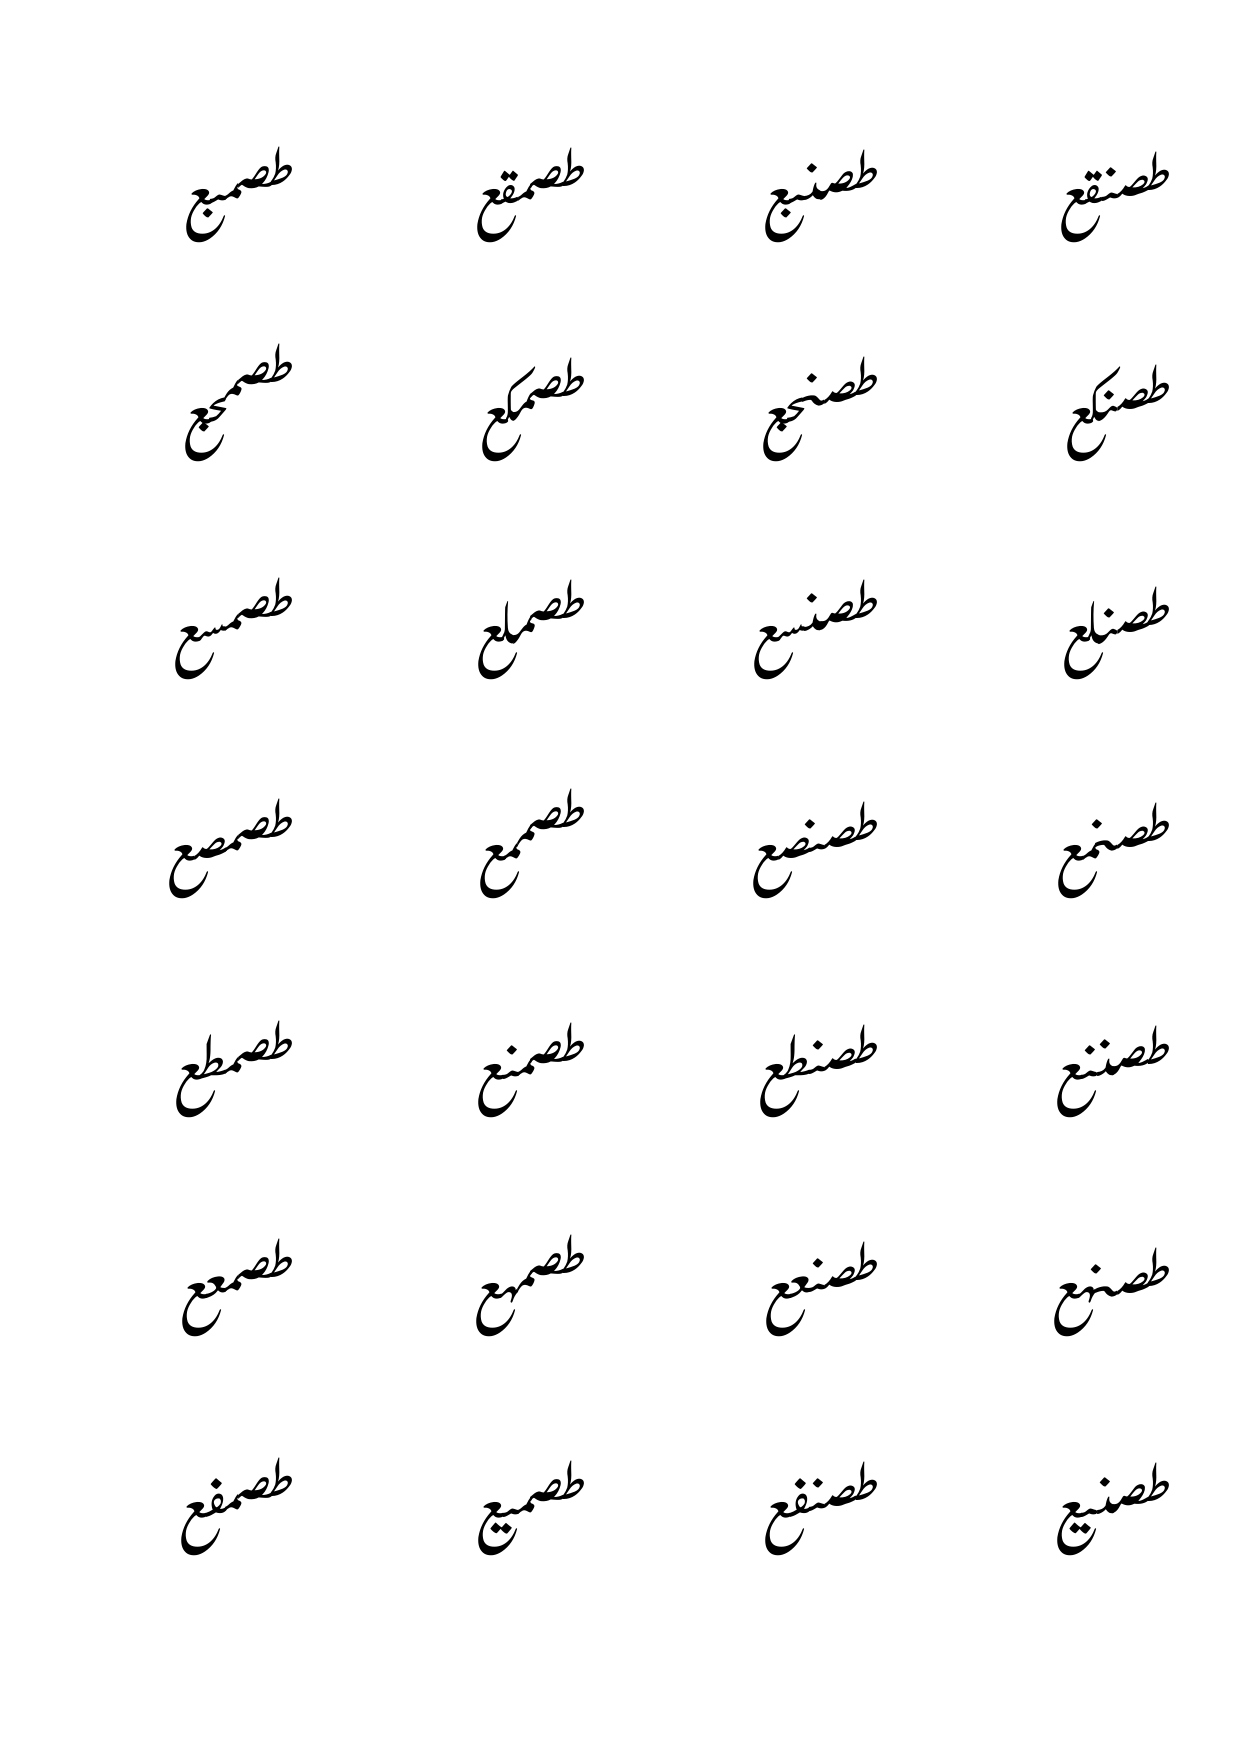 طصنقع طصنبع طصمقع طصمبع
طصنكع طصنجع طصمكع طصمجع
طصنلع طصنسع طصملع طصمسع
طصنمع طصنصع طصممع طصمصع
طصننع طصنطع طصمنع طصمطع
طصنهع طصنعع طصمهع طصمعع
طصنيع طصنفع طصميع طصمفع